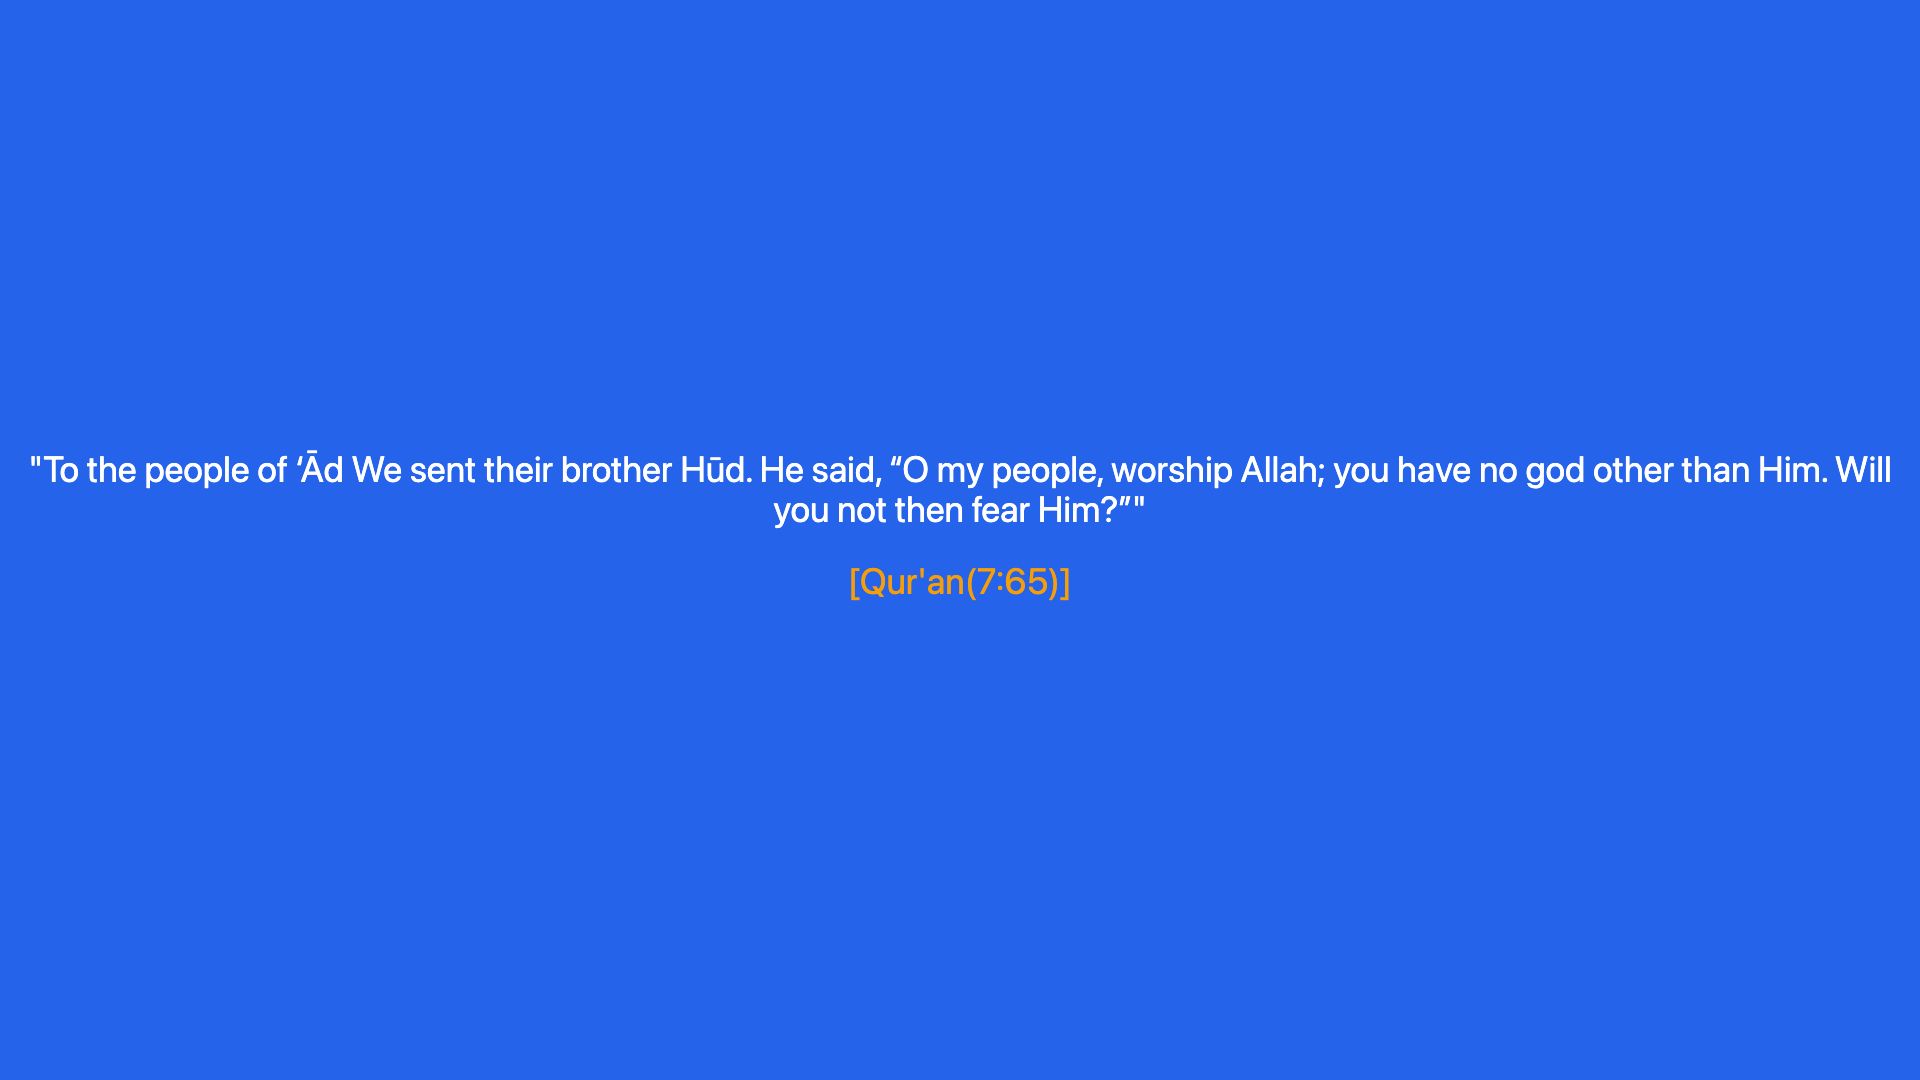 "To the people of ‘Ād We sent their brother Hūd. He said, “O my people, worship Allah; you have no god other than Him. Will
you not then fear Him?”"
[Qur'an(7:65)]